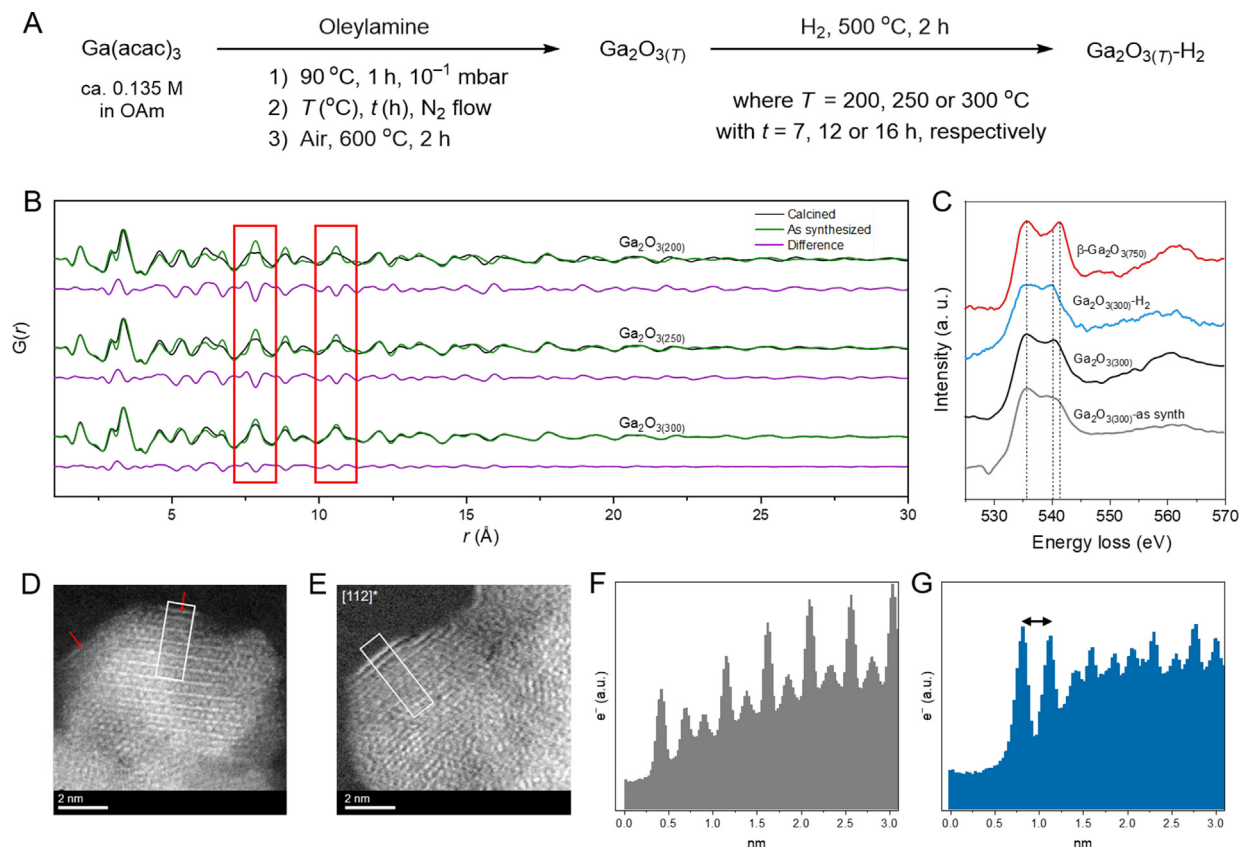 A
Ga(acac)₃
ca. 0.135 M
in OAm
Oleylamine
1) 90 °C, 1 h, 10⁻¹ mbar
2) T (°C), t (h), N₂ flow
3) Air, 600 °C, 2 h
Ga₂O₃₍T₎
H₂, 500 °C, 2 h
where T = 200, 250 or 300 °C
with t = 7, 12 or 16 h, respectively
Ga₂O₃₍T₎-H₂
B
G(r)
Calcined
As synthesized
Difference
Ga₂O₃₍₂₀₀₎
Ga₂O₃₍₂₅₀₎
Ga₂O₃₍₃₀₀₎
5 10 15 20 25 30
r (Å)
C
Intensity (a. u.)
β-Ga₂O₃₍₇₅₀₎
Ga₂O₃₍₃₀₀₎-H₂
Ga₂O₃₍₃₀₀₎
Ga₂O₃₍₃₀₀₎-as synth
530 540 550 560 570
Energy loss (eV)
D
2 nm
E
[112]*
2 nm
F
e⁻ (a.u.)
0.0 0.5 1.0 1.5 2.0 2.5 3.0
nm
G
e⁻ (a.u.)
0.0 0.5 1.0 1.5 2.0 2.5 3.0
nm